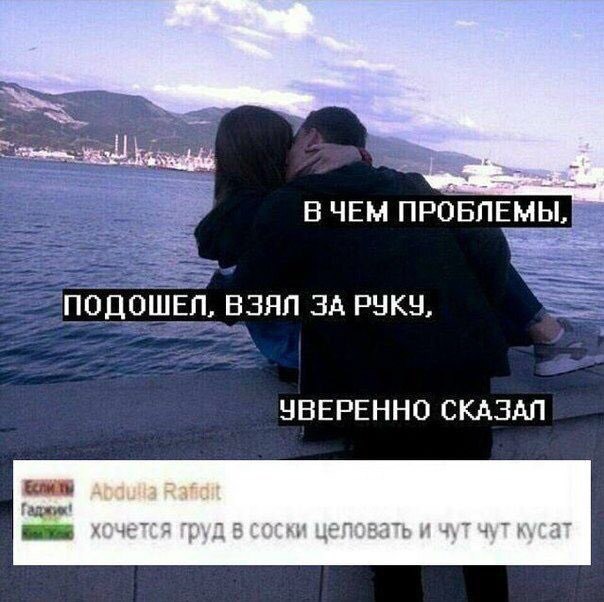 В ЧЕМ ПРОБЛЕМЫ,
ПОДОШЕЛ, ВЗЯЛ ЗА РУКУ,
УВЕРЕННО СКАЗАЛ
Если ты
Abdulla Rafidit
Гаджик!
хочется груд в соски целовать и чут чут кусат